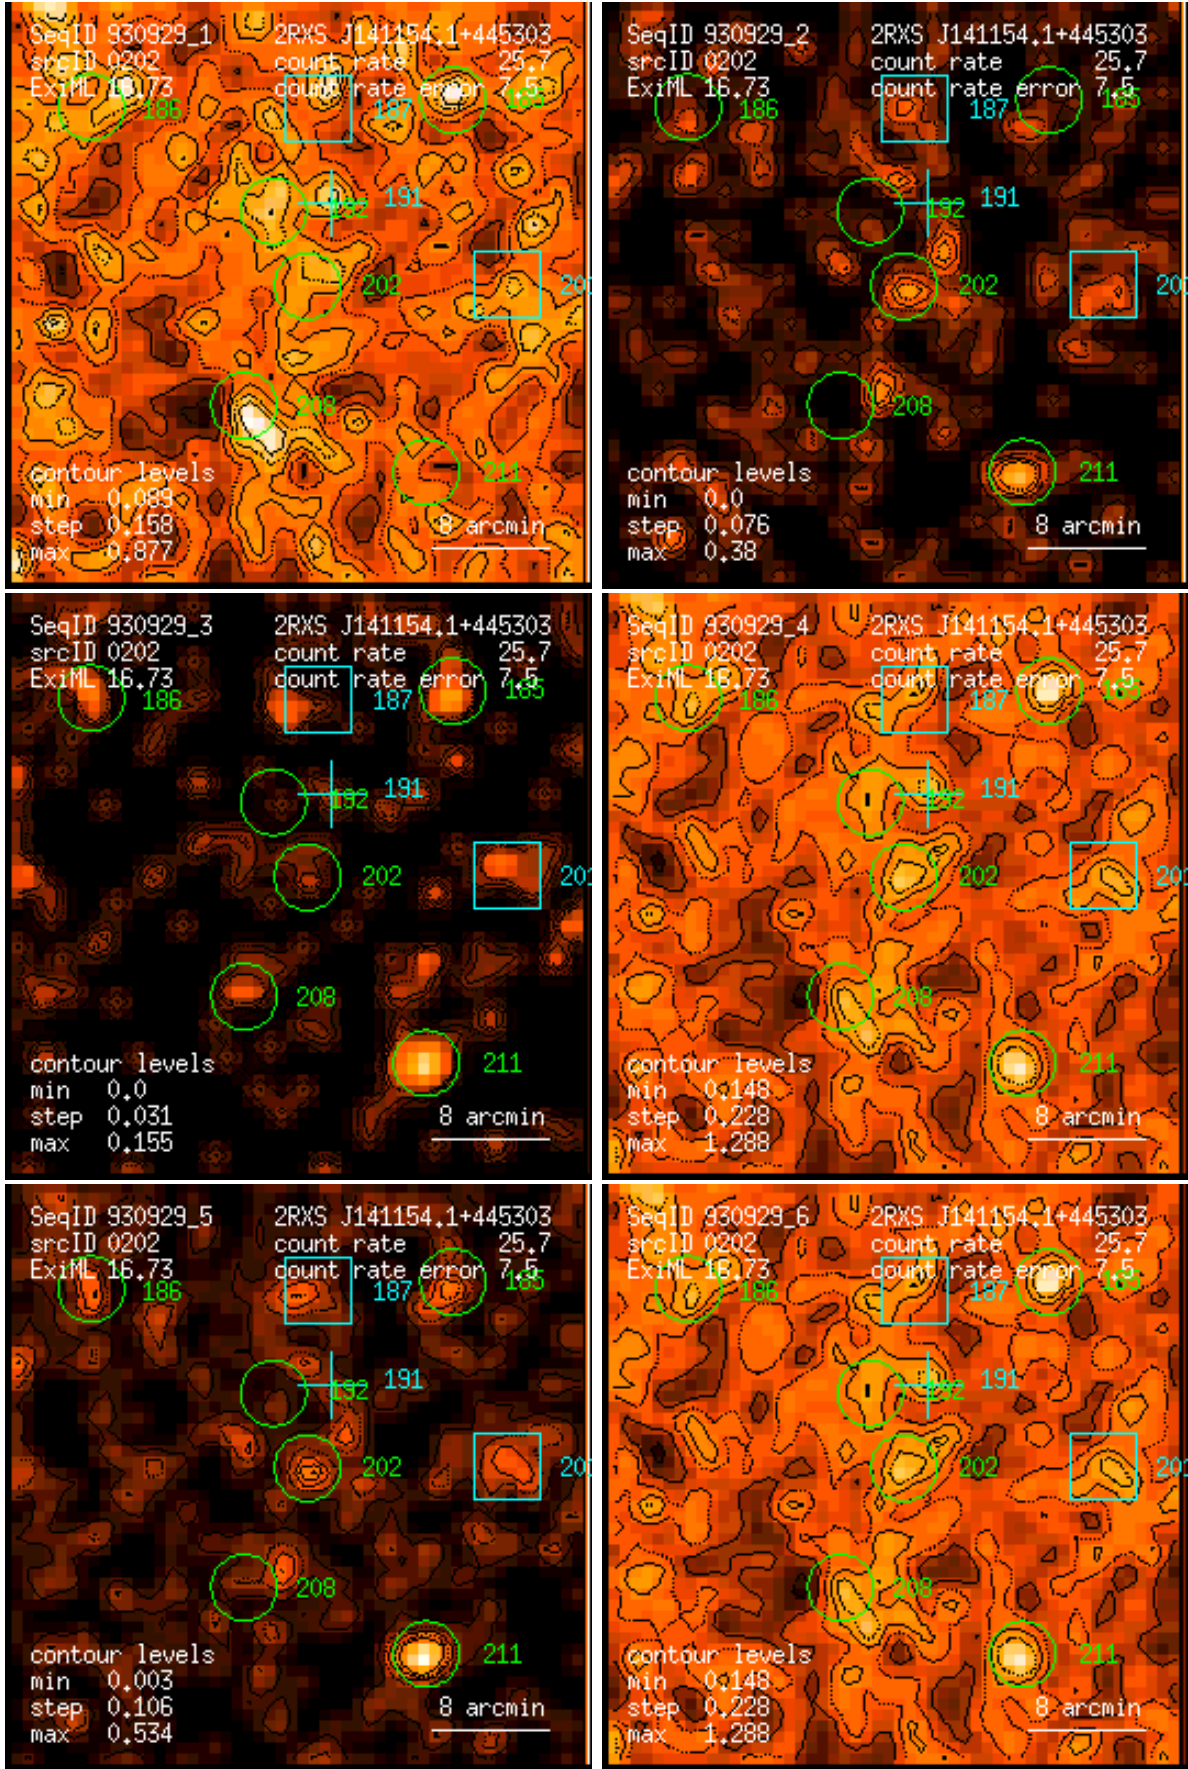 SeqID 930929_1 2RXS J141154.1+445303
srcID 0202 count rate 25.7
ExiML 16.73 count rate error 7.5
186 187 185
191
192
202
208
211
contour levels
min 0.089
step 0.158
max 0.877
8 arcmin
SeqID 930929_2 2RXS J141154.1+445303
srcID 0202 count rate 25.7
ExiML 16.73 count rate error 7.5
186 187 185
191
192
202
208
211
contour levels
min 0.0
step 0.076
max 0.38
8 arcmin
SeqID 930929_3 2RXS J141154.1+445303
srcID 0202 count rate 25.7
ExiML 16.73 count rate error 7.5
186 187 185
191
192
202 201
208
211
contour levels
min 0.0
step 0.031
max 0.155
8 arcmin
SeqID 930929_4 2RXS J141154.1+445303
srcID 0202 count rate 25.7
ExiML 16.73 count rate error 7.5
186 187 185
191
192
202
208
211
contour levels
min 0.148
step 0.228
max 1.288
8 arcmin
SeqID 930929_5 2RXS J141154.1+445303
srcID 0202 count rate 25.7
ExiML 16.73 count rate error 7.5
186 187 185
191
192
202
208
211
contour levels
min 0.003
step 0.106
max 0.534
8 arcmin
SeqID 930929_6 2RXS J141154.1+445303
srcID 0202 count rate 25.7
ExiML 16.73 count rate error 7.5
186 187 185
191
192
202
208
211
contour levels
min 0.148
step 0.228
max 1.288
8 arcmin